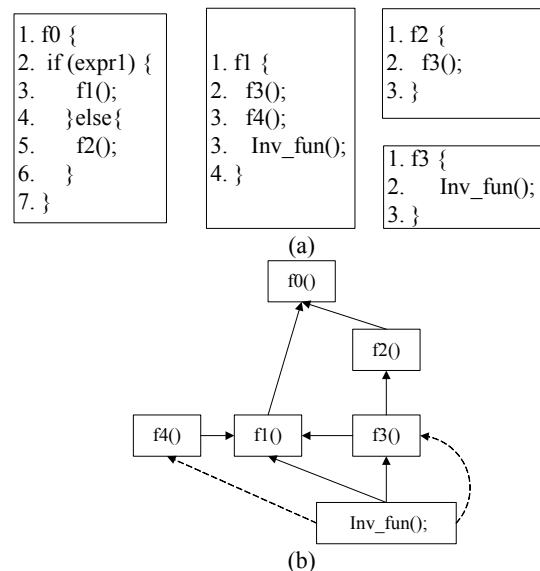 1. f0 {
2. if (expr1) {
3. f1();
4. }else{
5. f2();
6. }
7. }
1. f1 {
2. f3();
3. f4();
3. Inv_fun();
4. }
1. f2 {
2. f3();
3. }
1. f3 {
2. Inv_fun();
3. }
(a)
f0()
f2()
f4()
f1()
f3()
Inv_fun();
(b)